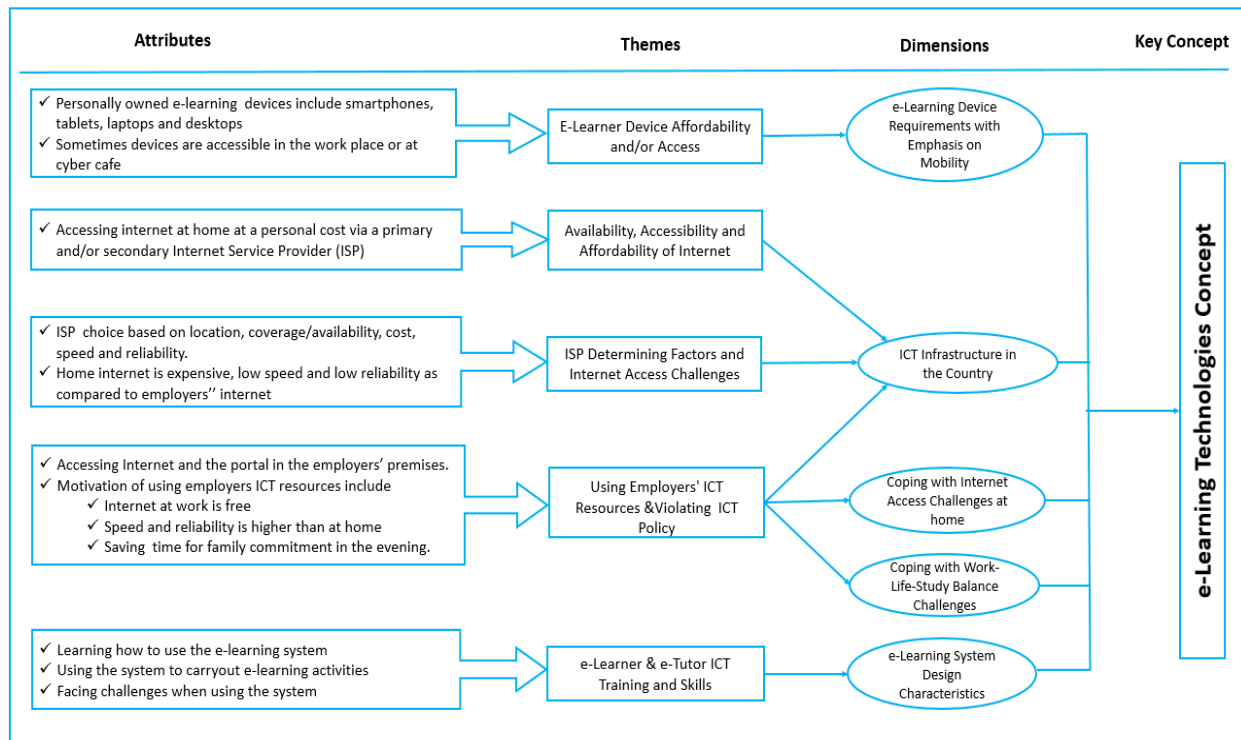 Attributes
Themes
Dimensions
Key Concept
✓ Personally owned e-learning devices include smartphones,
tablets, laptops and desktops
✓ Sometimes devices are accessible in the work place or at
cyber cafe
E-Learner Device Affordability
and/or Access
e-Learning Device
Requirements with
Emphasis on
Mobility
✓ Accessing internet at home at a personal cost via a primary
and/or secondary Internet Service Provider (ISP)
Availability, Accessibility and
Affordability of Internet
✓ ISP choice based on location, coverage/availability, cost,
speed and reliability.
✓ Home internet is expensive, low speed and low reliability as
compared to employers’’ internet
ISP Determining Factors and
Internet Access Challenges
ICT Infrastructure in
the Country
✓ Accessing Internet and the portal in the employers’ premises.
✓ Motivation of using employers ICT resources include
✓ Internet at work is free
✓ Speed and reliability is higher than at home
✓ Saving time for family commitment in the evening.
Using Employers' ICT
Resources &Violating ICT
Policy
Coping with Internet
Access Challenges at
home
Coping with Work-
Life-Study Balance
Challenges
✓ Learning how to use the e-learning system
✓ Using the system to carryout e-learning activities
✓ Facing challenges when using the system
e-Learner & e-Tutor ICT
Training and Skills
e-Learning System
Design
Characteristics
e-Learning Technologies Concept